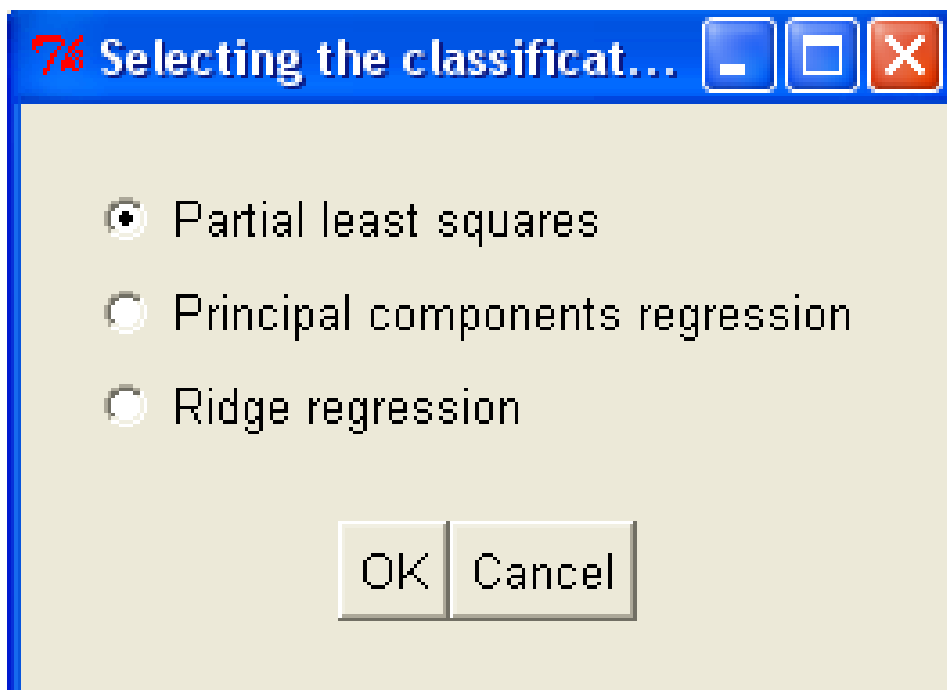 Selecting the classificat...
Partial least squares
Principal components regression
Ridge regression
OK Cancel